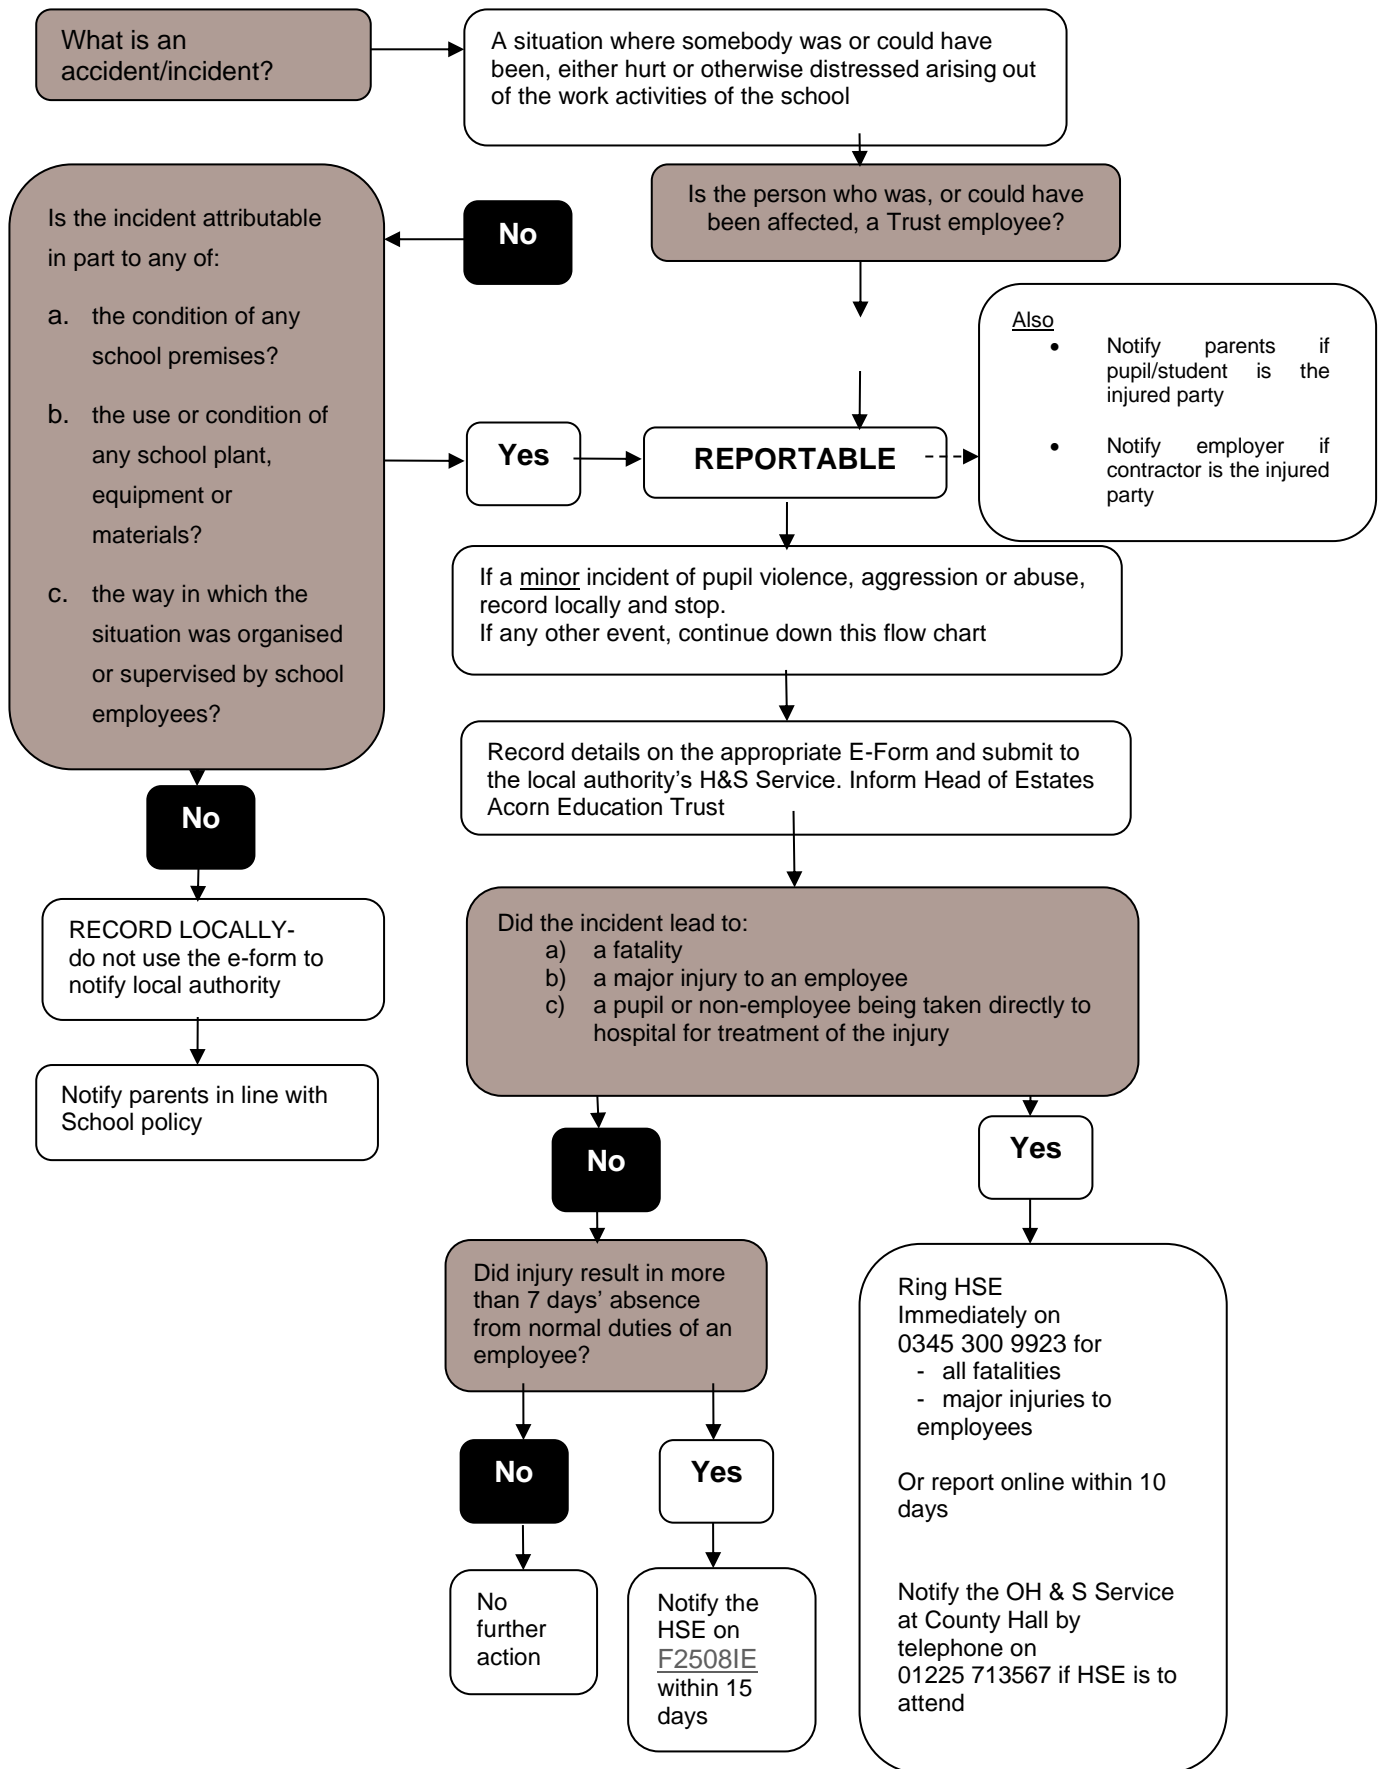 What is an
accident/incident?
A situation where somebody was or could have
been, either hurt or otherwise distressed arising out
of the work activities of the school
Is the person who was, or could have
been affected, a Trust employee?
No
Is the incident attributable
in part to any of:
a. the condition of any
school premises?
b. the use or condition of
any school plant,
equipment or
materials?
c. the way in which the
situation was organised
or supervised by school
employees?
Yes
REPORTABLE
Also
• Notify parents if
pupil/student is the
injured party
• Notify employer if
contractor is the injured
party
If a minor incident of pupil violence, aggression or abuse,
record locally and stop.
If any other event, continue down this flow chart
Record details on the appropriate E-Form and submit to
the local authority’s H&S Service. Inform Head of Estates
Acorn Education Trust
No
RECORD LOCALLY-
do not use the e-form to
notify local authority
Notify parents in line with
School policy
Did the incident lead to:
a) a fatality
b) a major injury to an employee
c) a pupil or non-employee being taken directly to
hospital for treatment of the injury
No
Yes
Did injury result in more
than 7 days’ absence
from normal duties of an
employee?
No
Yes
No
further
action
Notify the
HSE on
F2508IE
within 15
days
Ring HSE
Immediately on
0345 300 9923 for
- all fatalities
- major injuries to
employees
Or report online within 10
days
Notify the OH & S Service
at County Hall by
telephone on
01225 713567 if HSE is to
attend